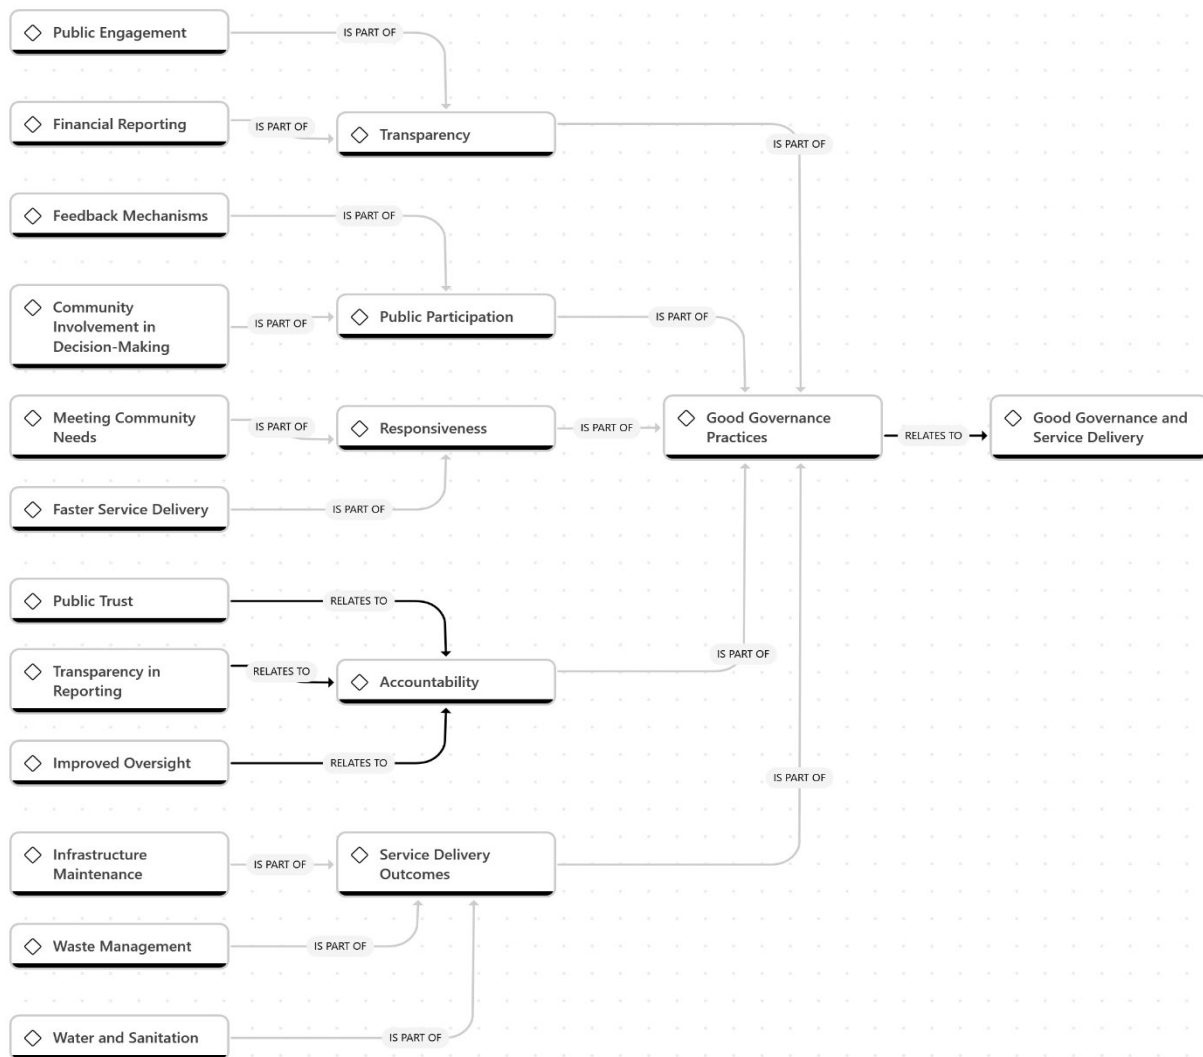 Public Engagement
IS PART OF
Financial Reporting
IS PART OF
Transparency
IS PART OF
Feedback Mechanisms
IS PART OF
Community
Involvement in
Decision-Making
IS PART OF
Public Participation
IS PART OF
Meeting Community
Needs
IS PART OF
Responsiveness
IS PART OF
Good Governance
Practices
RELATES TO
Good Governance and
Service Delivery
Faster Service Delivery
IS PART OF
Public Trust
RELATES TO
Transparency in
Reporting
RELATES TO
Accountability
IS PART OF
Improved Oversight
RELATES TO
IS PART OF
Infrastructure
Maintenance
IS PART OF
Service Delivery
Outcomes
Waste Management
IS PART OF
Water and Sanitation
IS PART OF